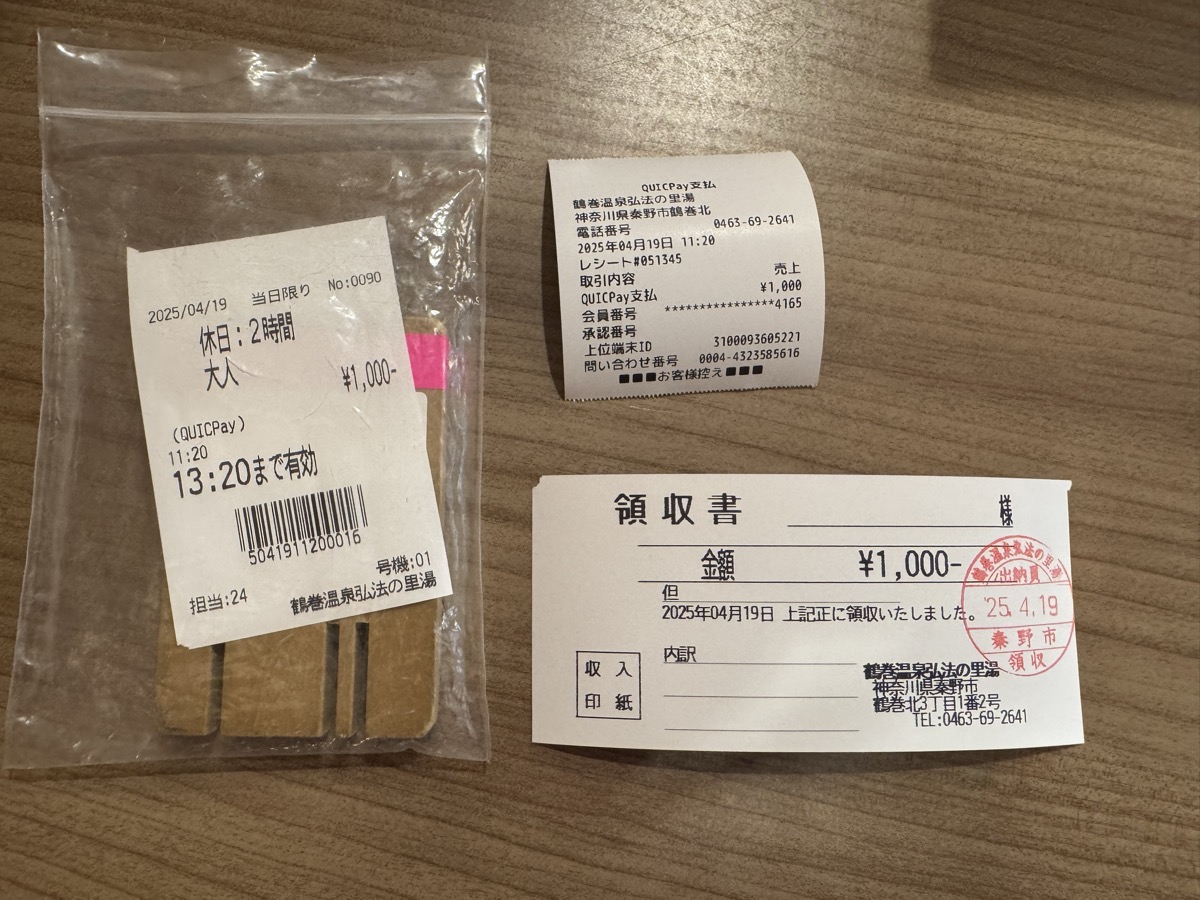 2025/04/19 当日限り No:0090
休日:2時間
大人 ¥1,000-
(QUICPay)
11:20
13:20まで有効
5041911200016
号機:01
担当:24 鶴巻温泉弘法の里湯
QUICPay支払
鶴巻温泉弘法の里湯
神奈川県秦野市鶴巻北
電話番号 0463-69-2641
2025年04月19日 11:20
レシート#051345
取引内容 売上
QUICPay支払 ¥1,000
会員番号 ****************4165
承認番号
上位端末ID 3100093605221
問い合わせ番号 0004-4323585616
■■■お客様控え■■■
領収書 様
金額 ¥1,000-
但
2025年04月19日 上記正に領収いたしました。
内訳
収入
印紙
鶴巻温泉弘法の里湯
神奈川県秦野市
鶴巻北3丁目1番2号
TEL:0463-69-2641
鶴巻温泉弘法の里湯
出納員
'25.4.19
秦野市
領収